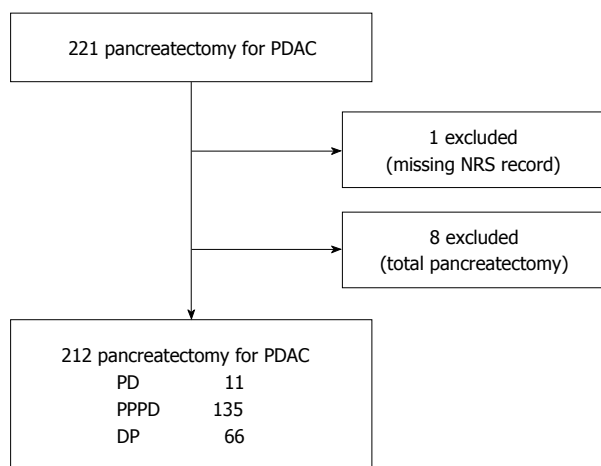 221 pancreatectomy for PDAC
1 excluded
(missing NRS record)
8 excluded
(total pancreatectomy)
212 pancreatectomy for PDAC
PD 11
PPPD 135
DP 66